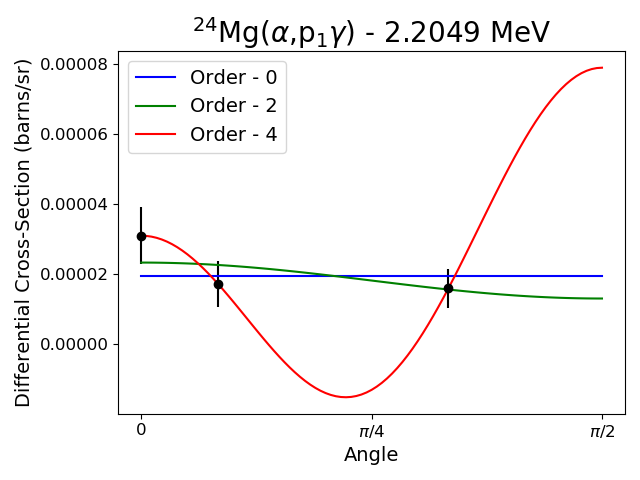 ²⁴Mg(α,p₁γ) - 2.2049 MeV
Order - 0
Order - 2
Order - 4
Differential Cross-Section (barns/sr)
0.00008
0.00006
0.00004
0.00002
0.00000
0
π/4
π/2
Angle